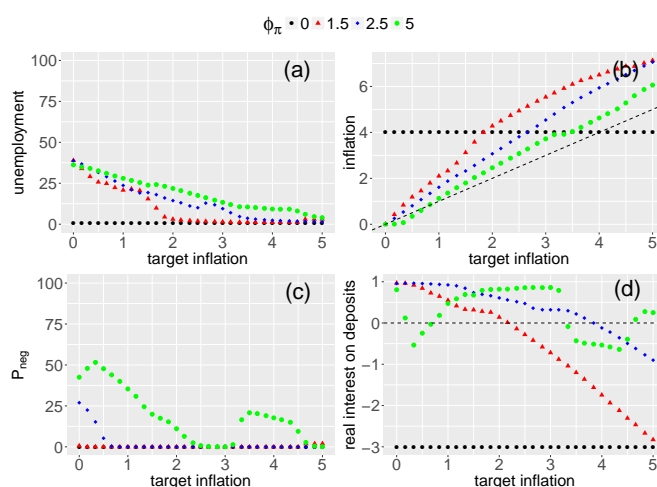 ϕπ 0 1.5 2.5 5
(a)
100
75
50
25
0
unemployment
0 1 2 3 4 5
target inflation
(b)
6
4
2
0
inflation
0 1 2 3 4 5
target inflation
(c)
100
75
50
25
0
Pneg
0 1 2 3 4 5
target inflation
(d)
1
0
−1
−2
−3
real interest on deposits
0 1 2 3 4 5
target inflation